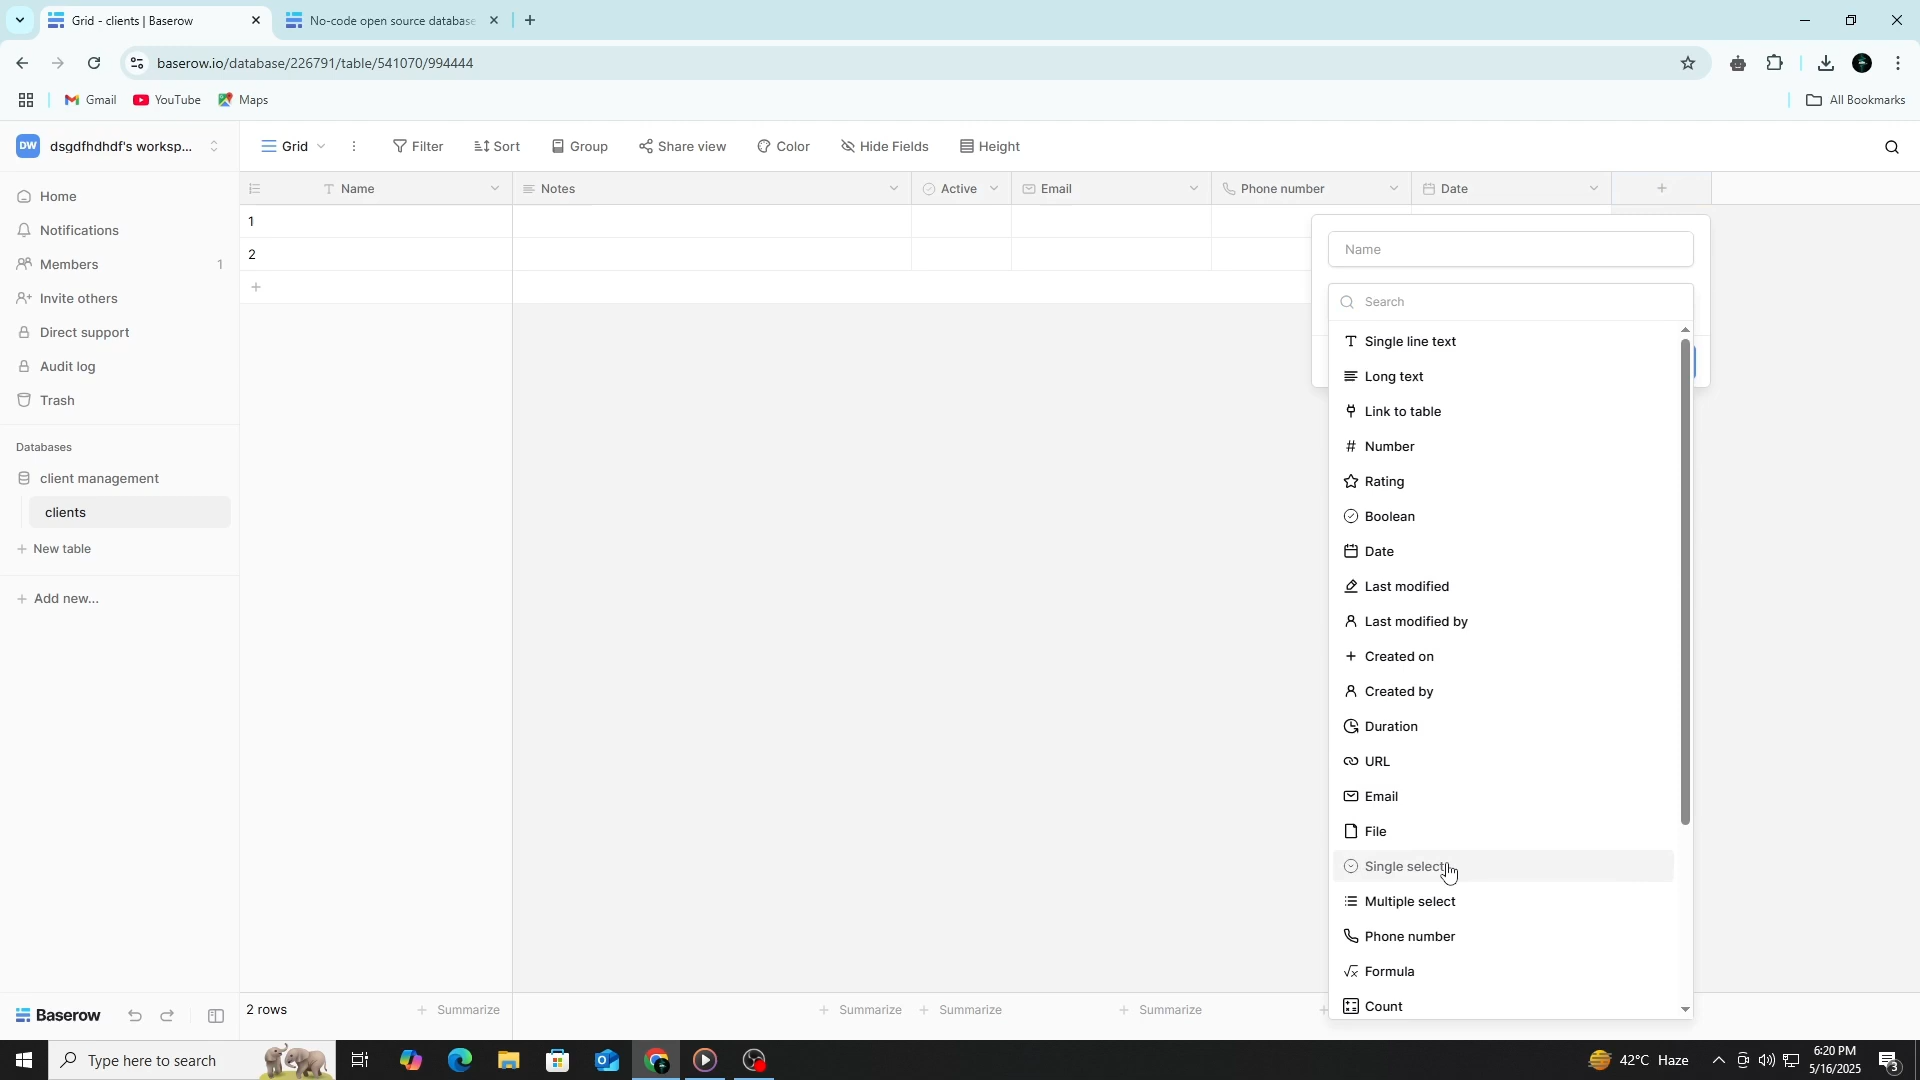 Grid - clients | Baserow
No-code open source database
baserow.io/database/226791/table/541070/994444
Gmail
YouTube
Maps
All Bookmarks
DW
dsgdfhdhdf's worksp...
Grid
Filter
Sort
Group
Share view
Color
Hide Fields
Height
Home
Notifications
Members
1
Invite others
Direct support
Audit log
Trash
Databases
client management
clients
+ New table
+ Add new...
Name
Notes
Active
Email
Phone number
Date
+
1
2
+
Name
Search
Single line text
Long text
Link to table
Number
Rating
Boolean
Date
Last modified
Last modified by
Created on
Created by
Duration
URL
Email
File
Single select
Multiple select
Phone number
Formula
Count
Baserow
2 rows
+ Summarize
+ Summarize
+ Summarize
+ Summarize
Type here to search
42°C Haze
6:20 PM
5/16/2025
3